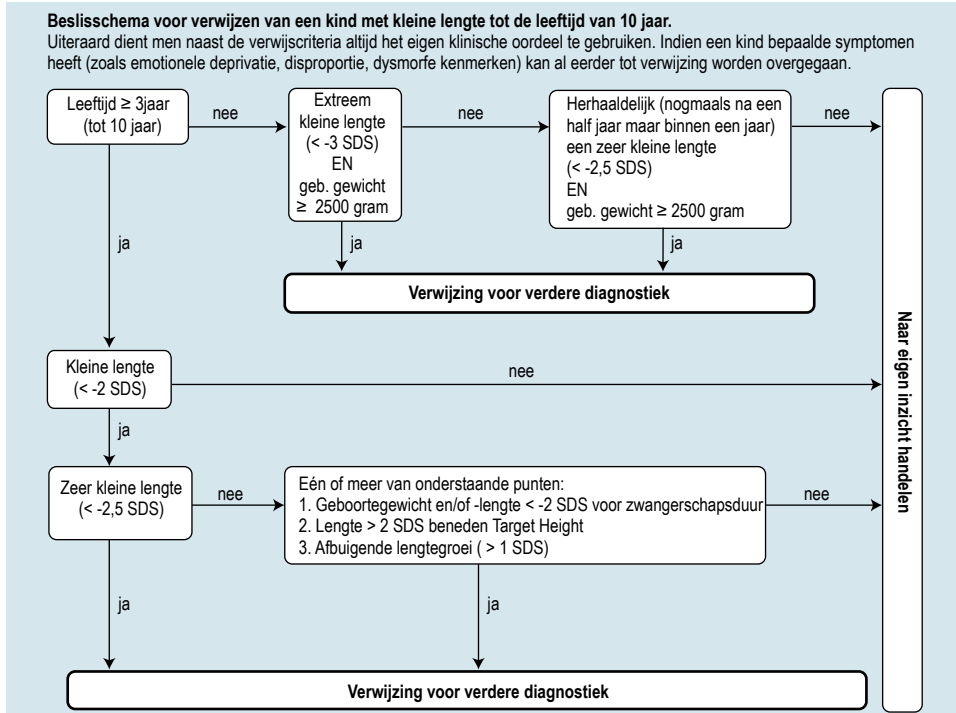 Beslisschema voor verwijzen van een kind met kleine lengte tot de leeftijd van 10 jaar.
Uiteraard dient men naast de verwijscriteria altijd het eigen klinische oordeel te gebruiken. Indien een kind bepaalde symptomen
heeft (zoals emotionele deprivatie, disproportie, dysmorfe kenmerken) kan al eerder tot verwijzing worden overgegaan.
Leeftijd ≥ 3jaar
(tot 10 jaar)
nee
Extreem
kleine lengte
(< -3 SDS)
EN
geb. gewicht
≥ 2500 gram
nee
Herhaaldelijk (nogmaals na een
half jaar maar binnen een jaar)
een zeer kleine lengte
(< -2,5 SDS)
EN
geb. gewicht ≥ 2500 gram
nee
ja
ja
ja
Verwijzing voor verdere diagnostiek
Naar eigen inzicht handelen
Kleine lengte
(< -2 SDS)
nee
ja
Zeer kleine lengte
(< -2,5 SDS)
nee
Eén of meer van onderstaande punten:
1. Geboortegewicht en/of -lengte < -2 SDS voor zwangerschapsduur
2. Lengte > 2 SDS beneden Target Height
3. Afbuigende lengtegroei ( > 1 SDS)
nee
ja
ja
Verwijzing voor verdere diagnostiek